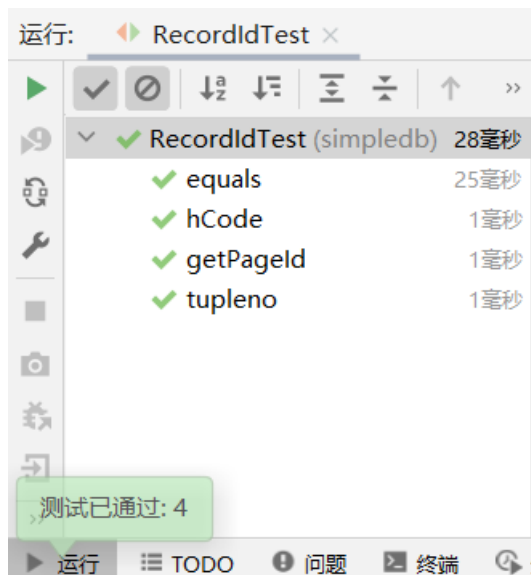 运行: RecordIdTest
RecordIdTest (simpledb) 28毫秒
equals 25毫秒
hCode 1毫秒
getPageId 1毫秒
tupleno 1毫秒
测试已通过: 4
运行 TODO 问题 终端